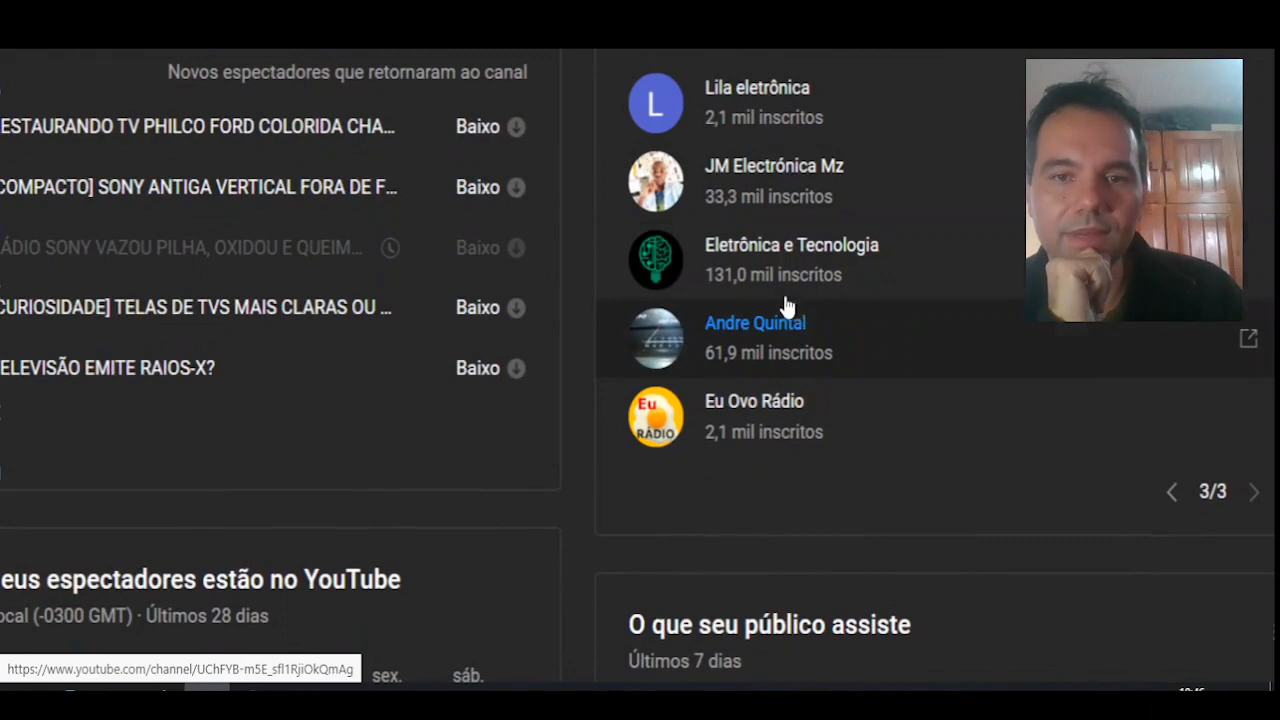 Novos espectadores que retornaram ao canal
ESTAURANDO TV PHILCO FORD COLORIDA CHA... Baixo
COMPACTO] SONY ANTIGA VERTICAL FORA DE F... Baixo
ÁDIO SONY VAZOU PILHA, OXIDOU E QUEIM... Baixo
CURIOSIDADE] TELAS DE TVS MAIS CLARAS OU ... Baixo
ELEVISÃO EMITE RAIOS-X? Baixo
L
Lila eletrônica
2,1 mil inscritos
JM Electrónica Mz
33,3 mil inscritos
Eletrônica e Tecnologia
131,0 mil inscritos
Andre Quintal
61,9 mil inscritos
Eu
RÁDIO
Eu Ovo Rádio
2,1 mil inscritos
3/3
eus espectadores estão no YouTube
ocal (-0300 GMT) · Últimos 28 dias
sex. sáb.
O que seu público assiste
Últimos 7 dias
https://www.youtube.com/channel/UChFYB-m5E_sfl1RjiOkQmAg